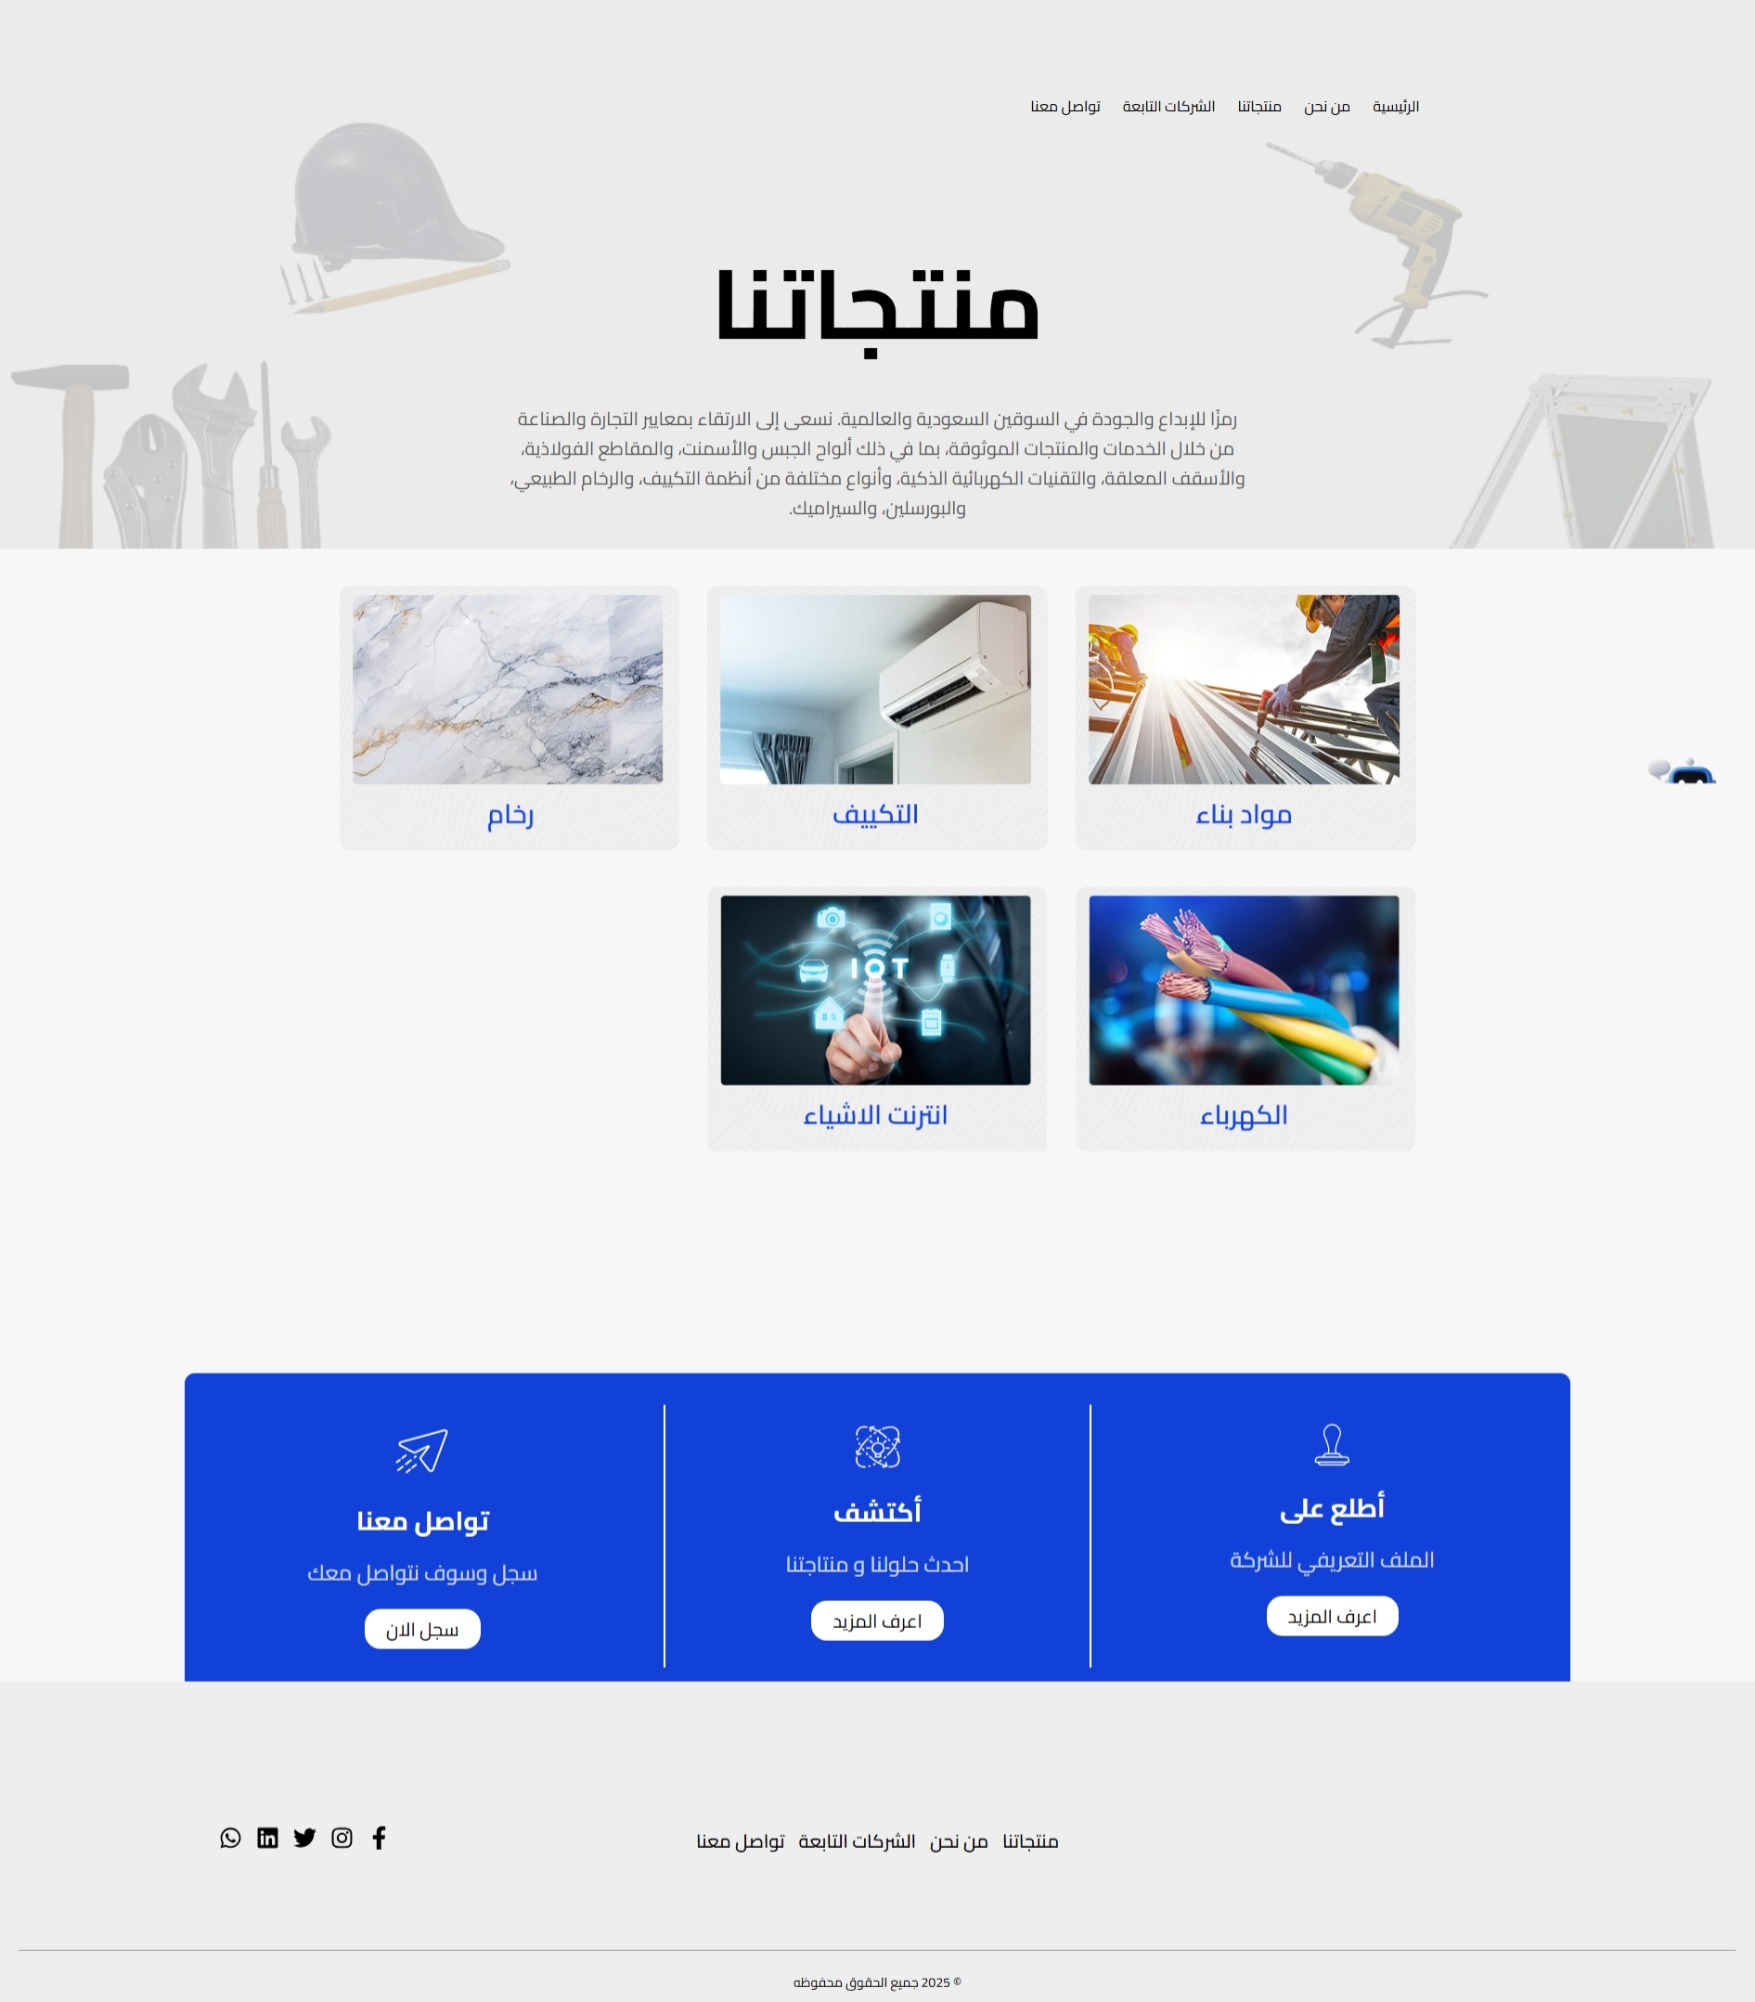 الرئيسية
من نحن
منتجاتنا
الشركات التابعة
تواصل معنا
منتجاتنا
رمزًا للإبداع والجودة في السوقين السعودية والعالمية. نسعى إلى الارتقاء بمعايير التجارة والصناعة
من خلال الخدمات والمنتجات الموثوقة، بما في ذلك ألواح الجبس والأسمنت، والمقاطع الفولاذية،
والأسقف المعلقة، والتقنيات الكهربائية الذكية، وأنواع مختلفة من أنظمة التكييف، والرخام الطبيعي،
والبورسلين، والسيراميك.
مواد بناء
التكييف
رخام
IOT
الكهرباء
انترنت الاشياء
أطلع على
الملف التعريفي للشركة
اعرف المزيد
أكتشف
احدث حلولنا و منتاجتنا
اعرف المزيد
تواصل معنا
سجل وسوف نتواصل معك
سجل الان
منتجاتنا
من نحن
الشركات التابعة
تواصل معنا
© 2025 جميع الحقوق محفوظه